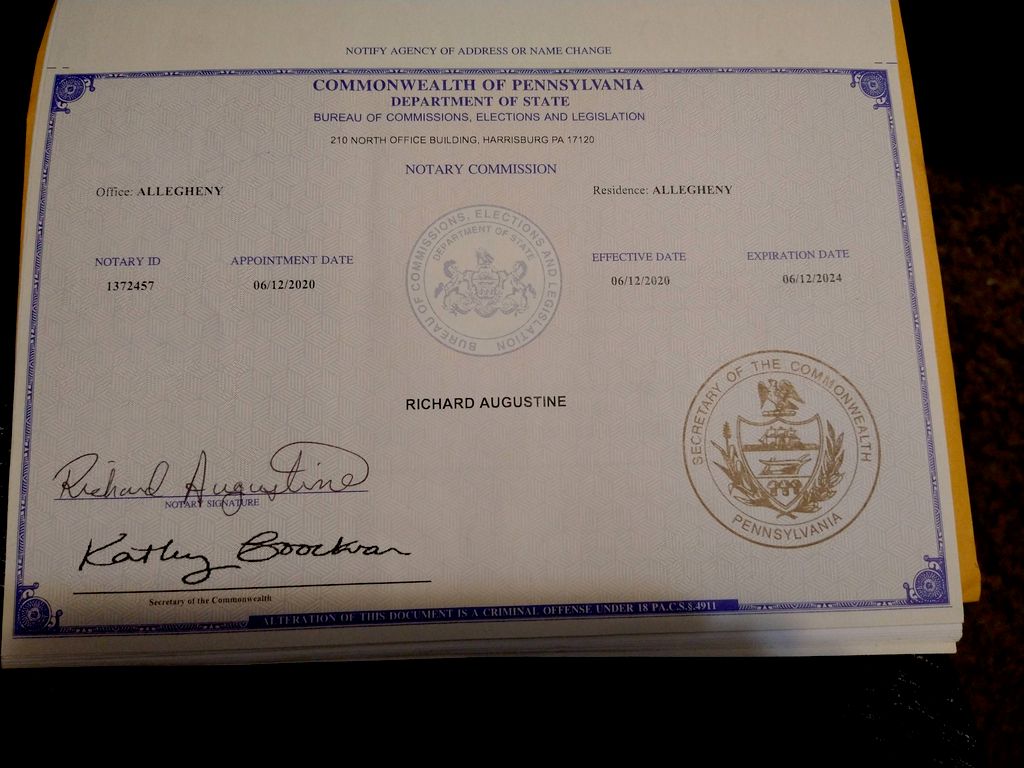 NOTIFY AGENCY OF ADDRESS OR NAME CHANGE
COMMONWEALTH OF PENNSYLVANIA
DEPARTMENT OF STATE
BUREAU OF COMMISSIONS, ELECTIONS AND LEGISLATION
210 NORTH OFFICE BUILDING, HARRISBURG PA 17120
NOTARY COMMISSION
Office: ALLEGHENY
Residence: ALLEGHENY
BUREAU OF COMMISSIONS, ELECTIONS AND LEGISLATION
DEPARTMENT OF STATE
NOTARY ID
APPOINTMENT DATE
EFFECTIVE DATE
EXPIRATION DATE
1372457
06/12/2020
06/12/2020
06/12/2024
RICHARD AUGUSTINE
SECRETARY OF THE COMMONWEALTH
PENNSYLVANIA
Richard Augustine
NOTARY SIGNATURE
Kathy Boockvar
Secretary of the Commonwealth
ALTERATION OF THIS DOCUMENT IS A CRIMINAL OFFENSE UNDER 18 PA.C.S.§.4911